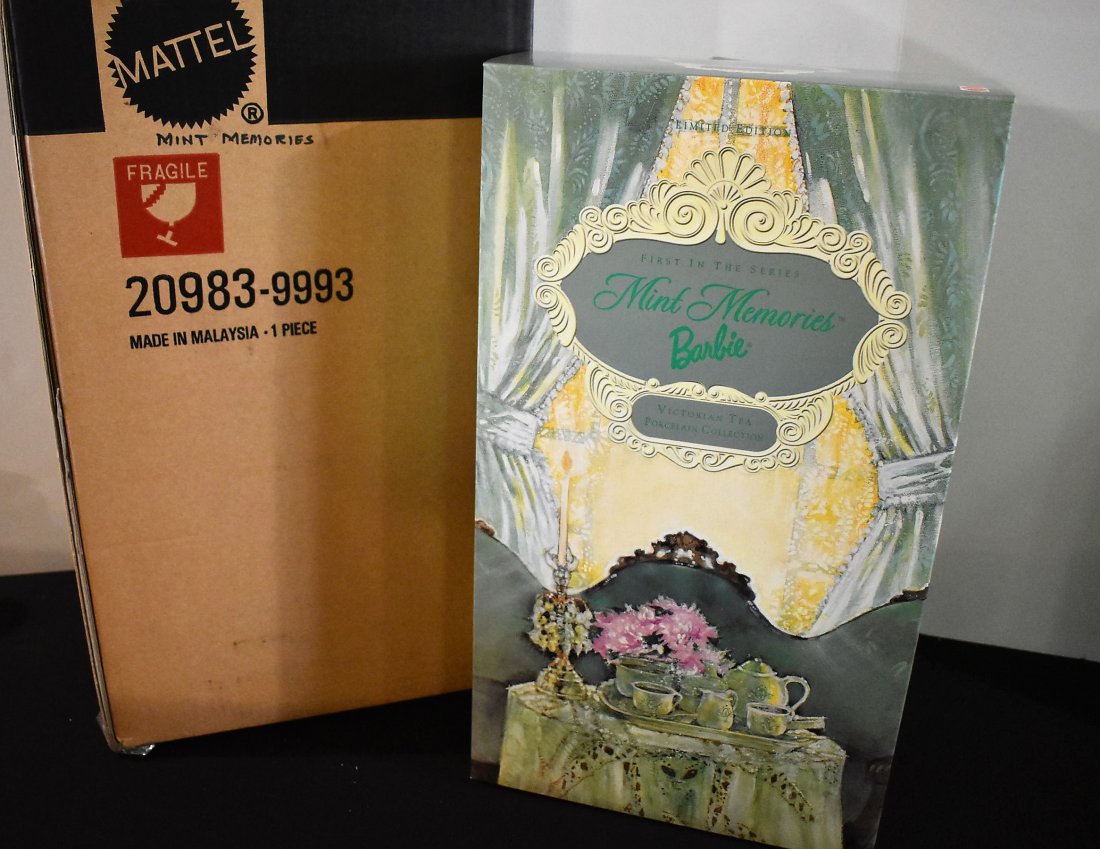 MATTEL
®
MINT MEMORIES
FRAGILE
20983-9993
MADE IN MALAYSIA • 1 PIECE
LIMITED EDITION
FIRST IN THE SERIES
Mint Memories™
Barbie®
VICTORIAN TEA
PORCELAIN COLLECTION